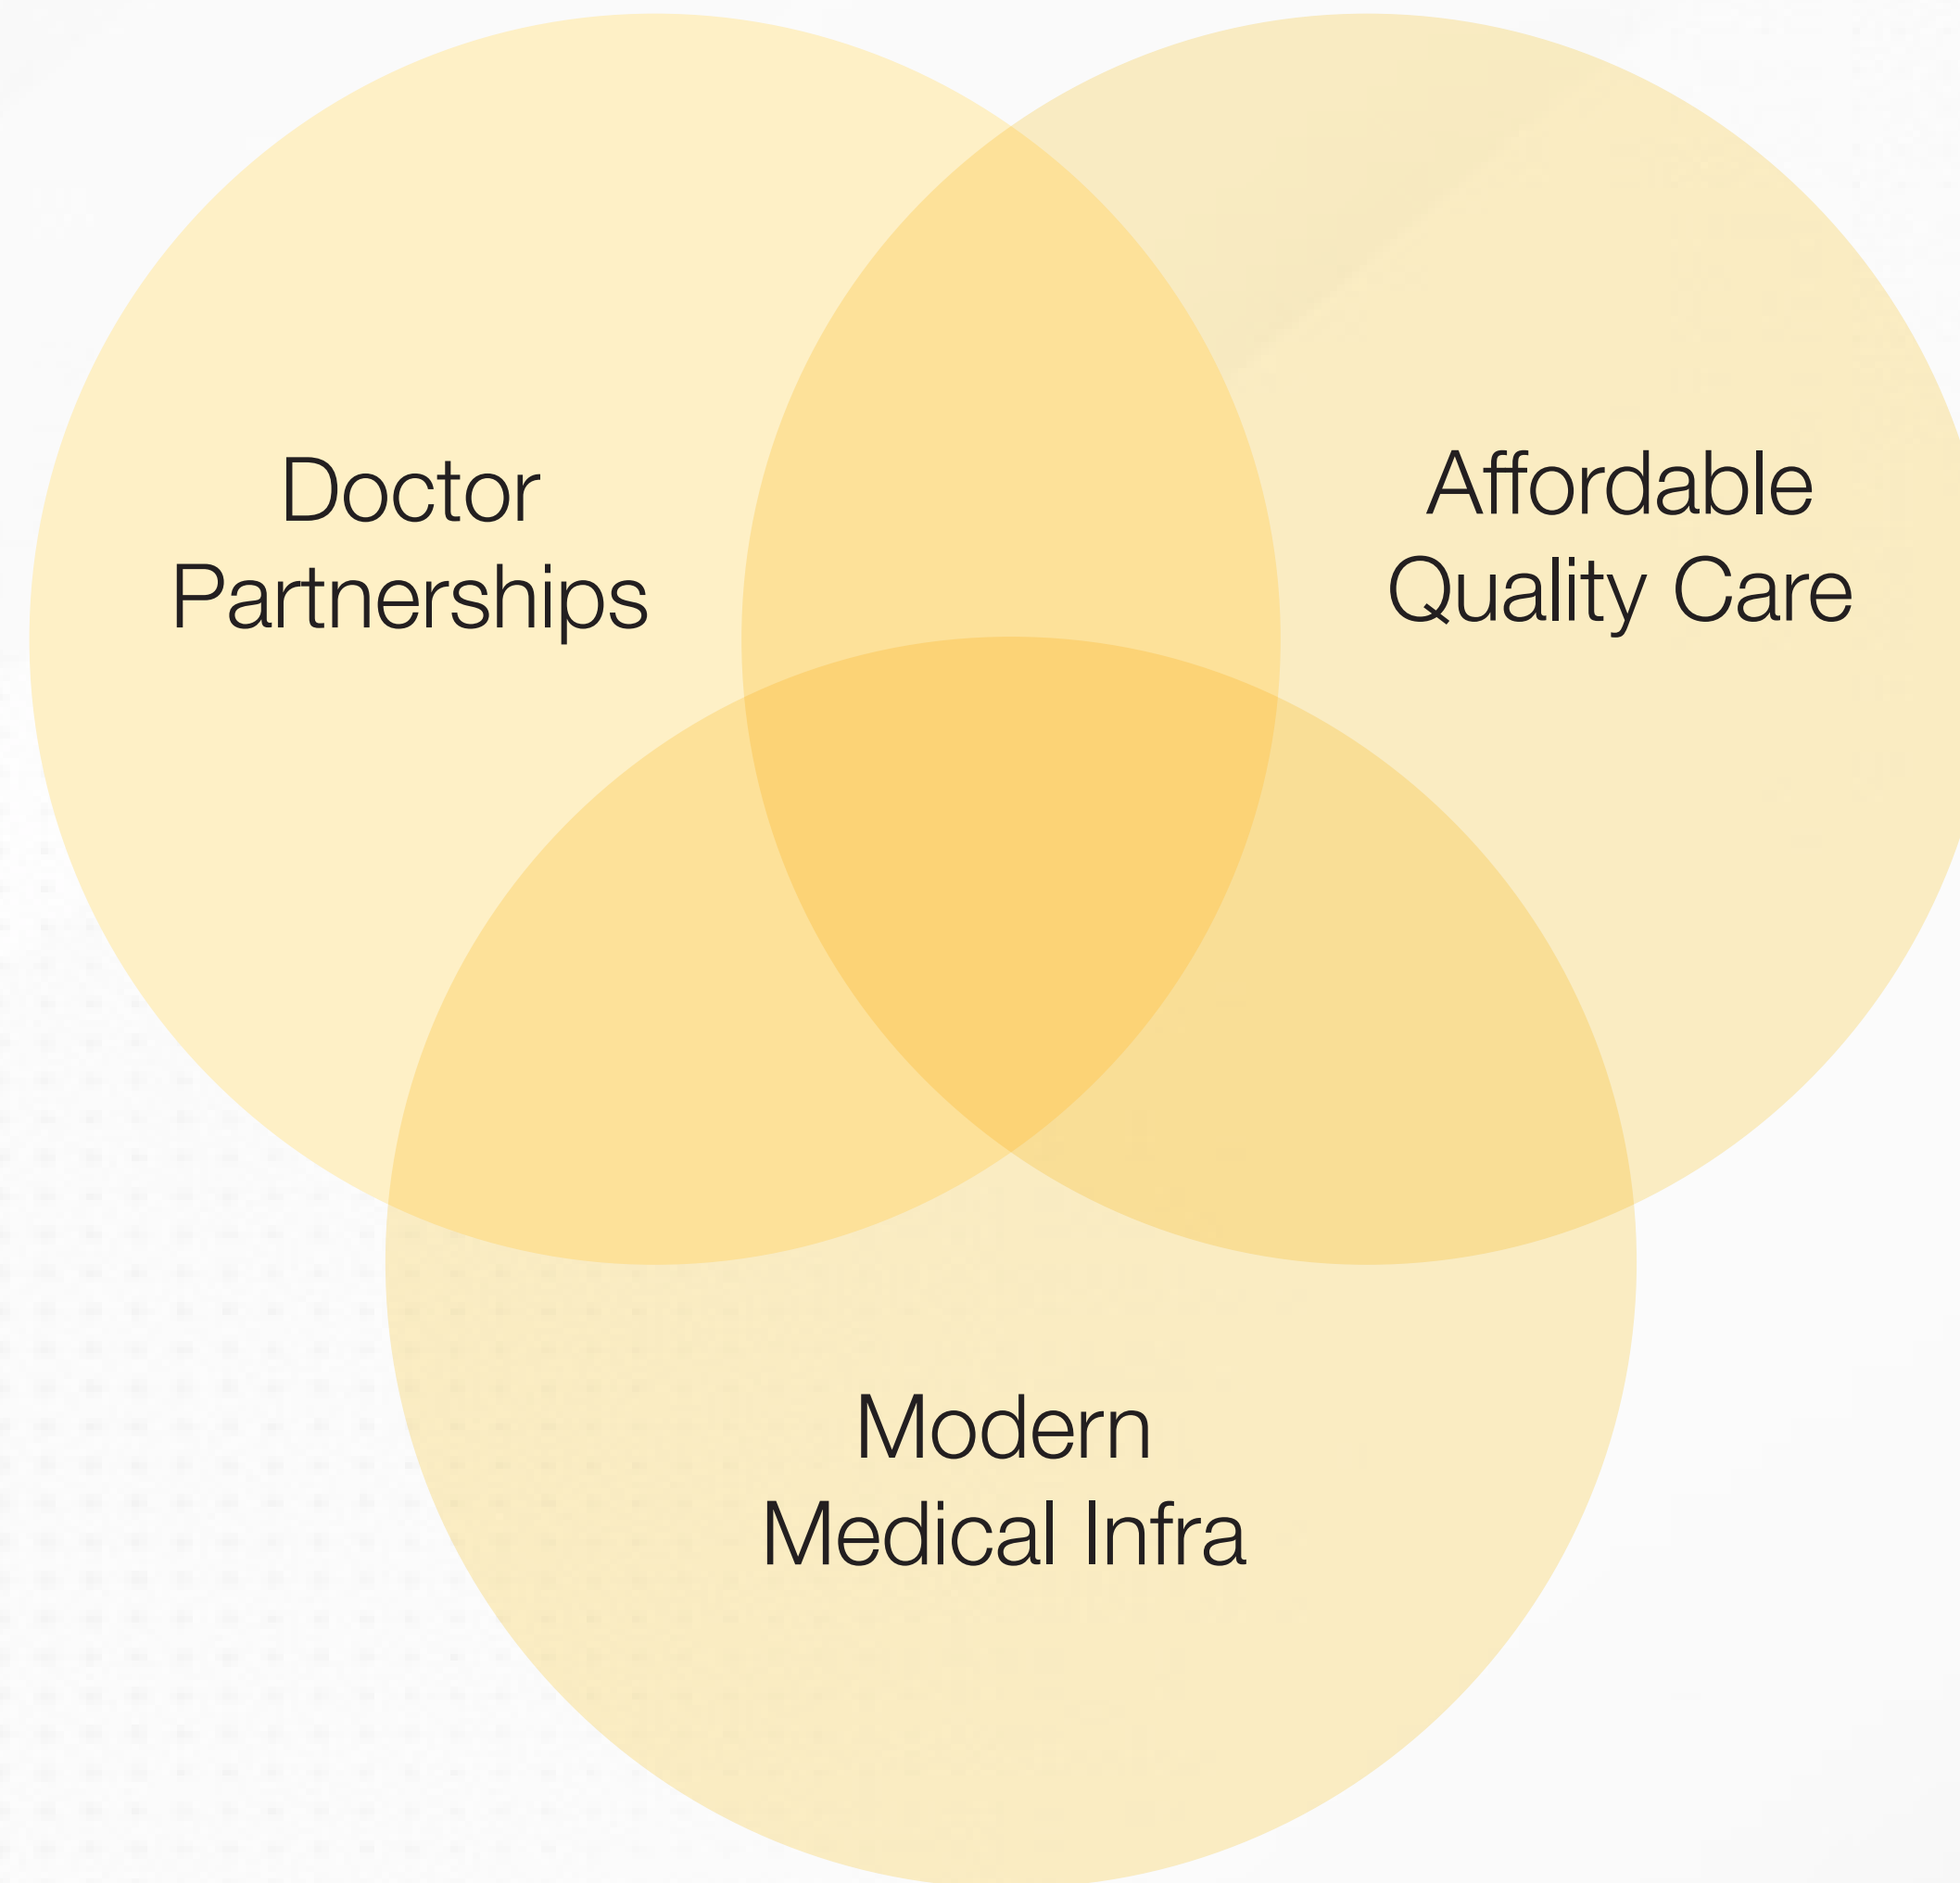 Doctor
Partnerships
Affordable
Quality Care
Modern
Medical Infra